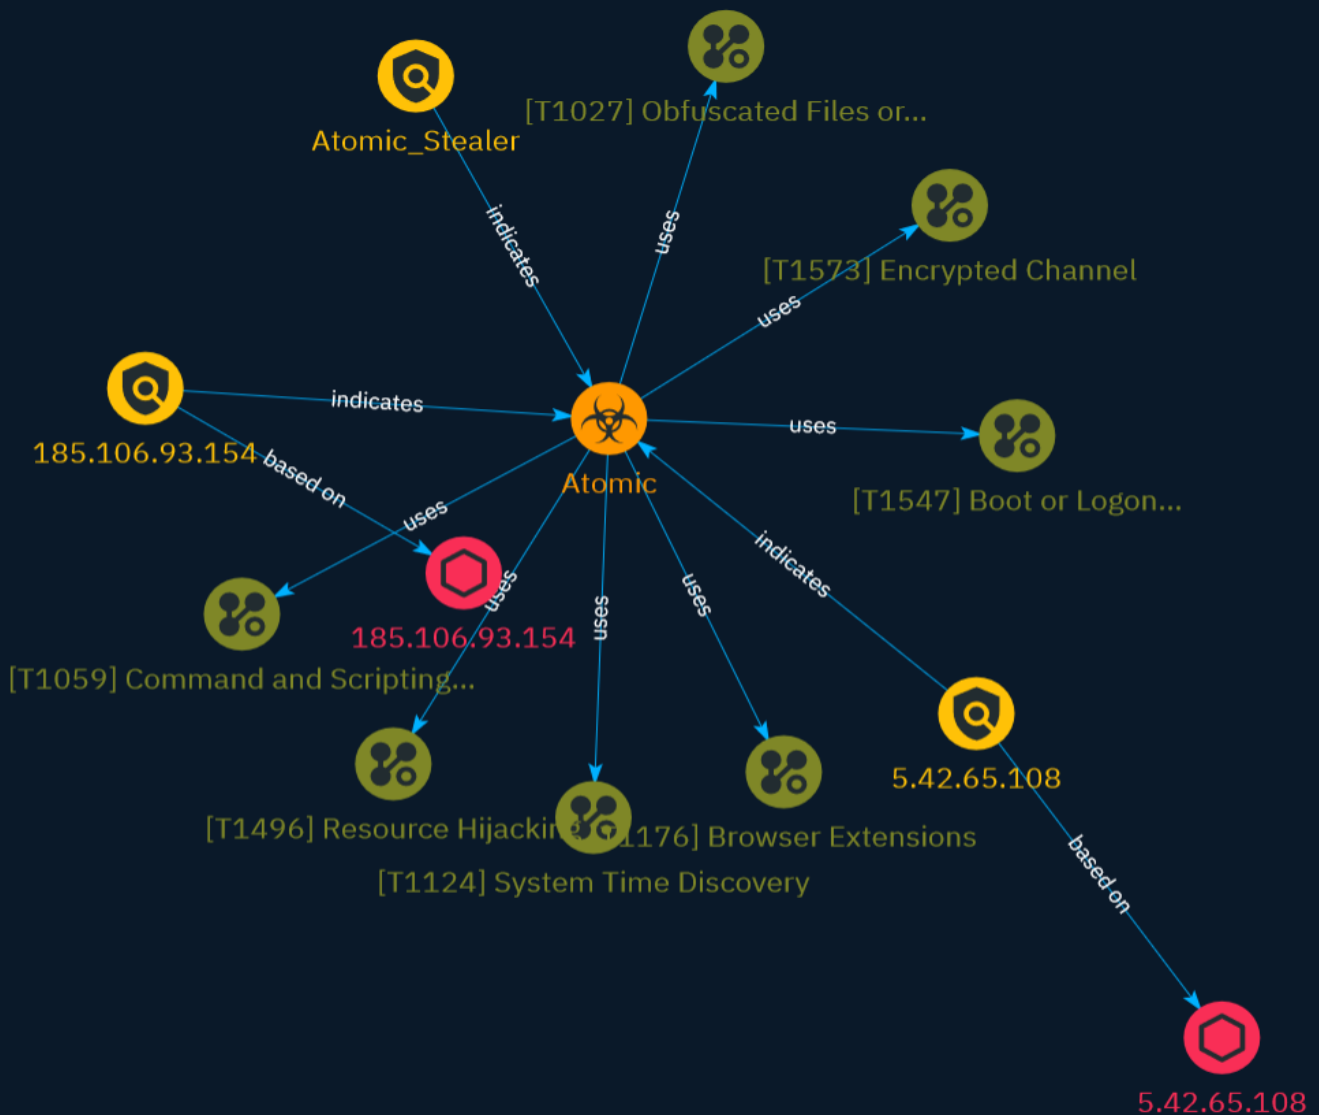 [T1027] Obfuscated Files or...
Atomic_Stealer
indicates
uses
[T1573] Encrypted Channel
uses
indicates
uses
185.106.93.154
based on
Atomic
[T1547] Boot or Logon...
uses
indicates
uses
uses
uses
185.106.93.154
[T1059] Command and Scripting...
5.42.65.108
[T1496] Resource
1176] Browser Extensions
[T1124] System Time Discovery
based on
5.42.65.108